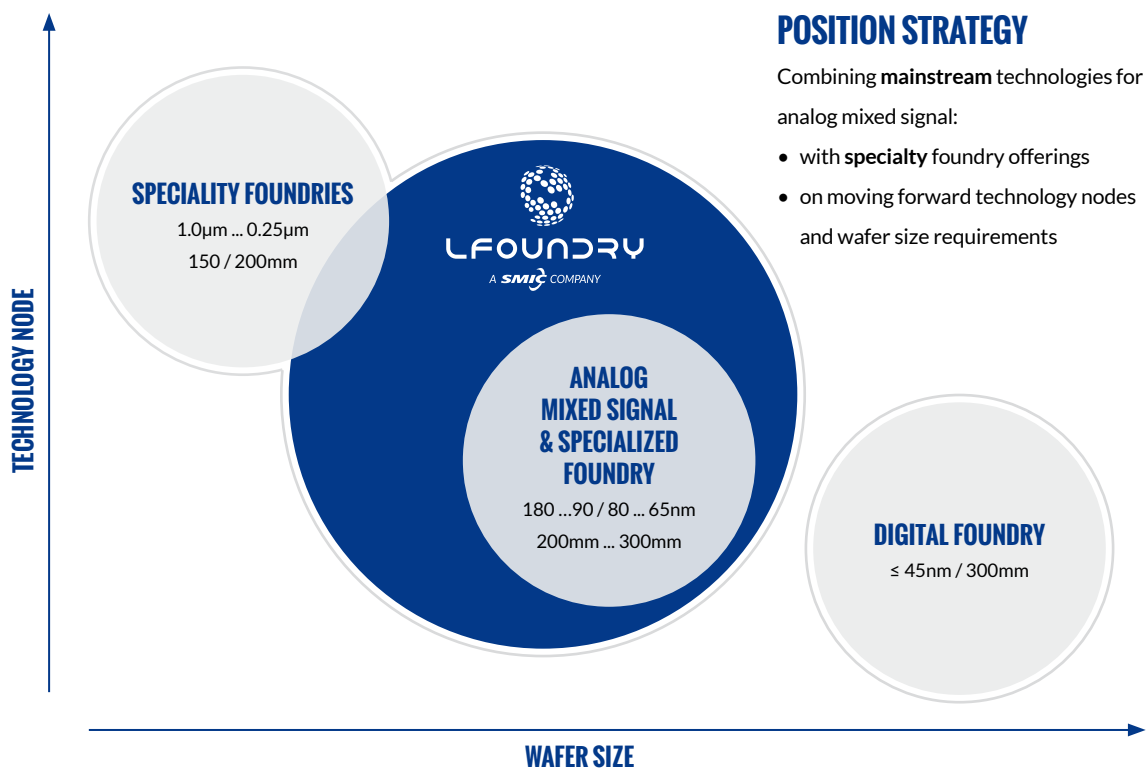 POSITION STRATEGY
Combining mainstream technologies for
analog mixed signal:
• with specialty foundry offerings
• on moving forward technology nodes
and wafer size requirements
SPECIALITY FOUNDRIES
1.0µm ... 0.25µm
150 / 200mm
LFOUNDRY
A SMIC COMPANY
ANALOG
MIXED SIGNAL
& SPECIALIZED
FOUNDRY
180 ...90 / 80 ... 65nm
200mm ... 300mm
DIGITAL FOUNDRY
≤ 45nm / 300mm
TECHNOLOGY NODE
WAFER SIZE